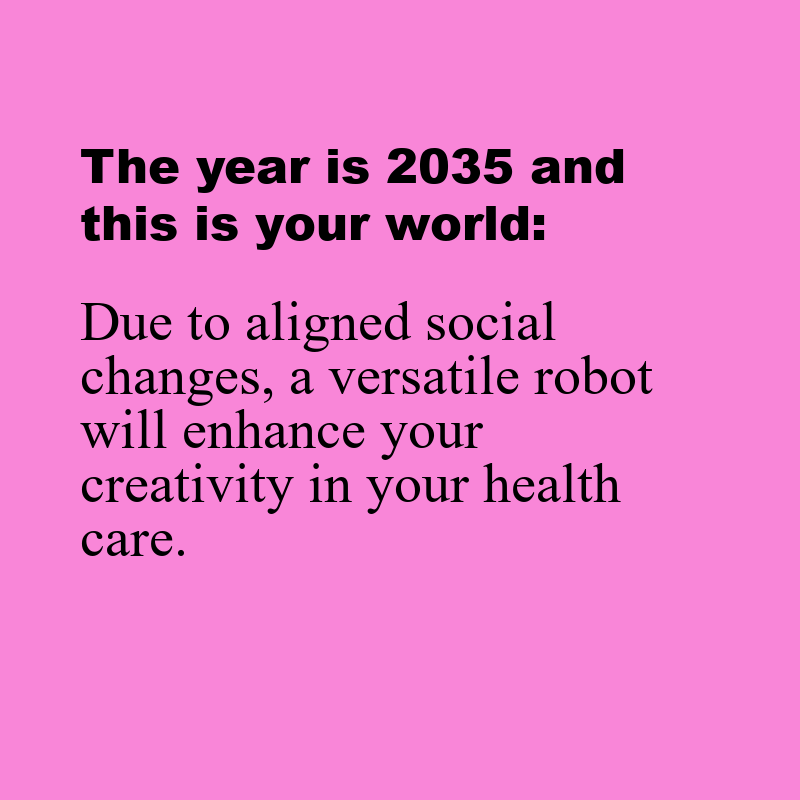 The year is 2035 and
this is your world:
Due to aligned social
changes, a versatile robot
will enhance your
creativity in your health
care.